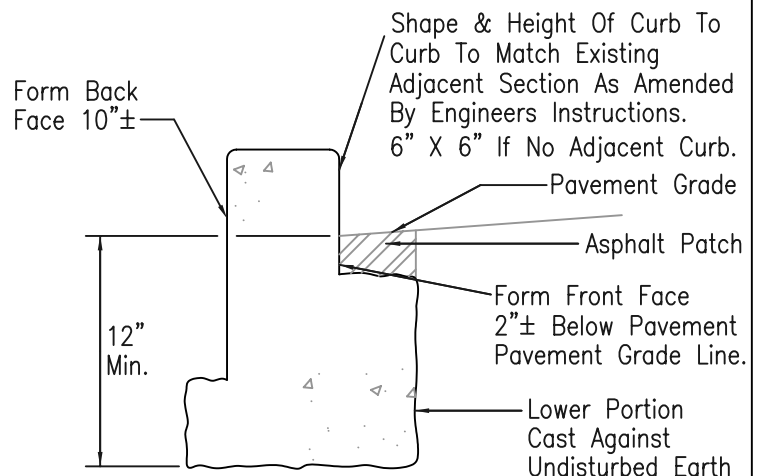 Shape & Height Of Curb To
Curb To Match Existing
Adjacent Section As Amended
By Engineers Instructions.
6" X 6" If No Adjacent Curb.
Form Back
Face 10"±
Pavement Grade
Asphalt Patch
Form Front Face
2"± Below Pavement
Pavement Grade Line.
12"
Min.
Lower Portion
Cast Against
Undisturbed Earth